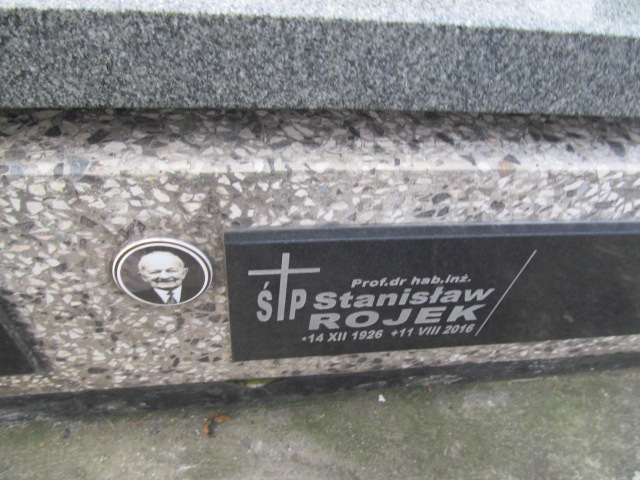 ŚP
Prof.dr hab.inż.
Stanisław
ROJEK
*14 XII 1926 +11 VIII 2016